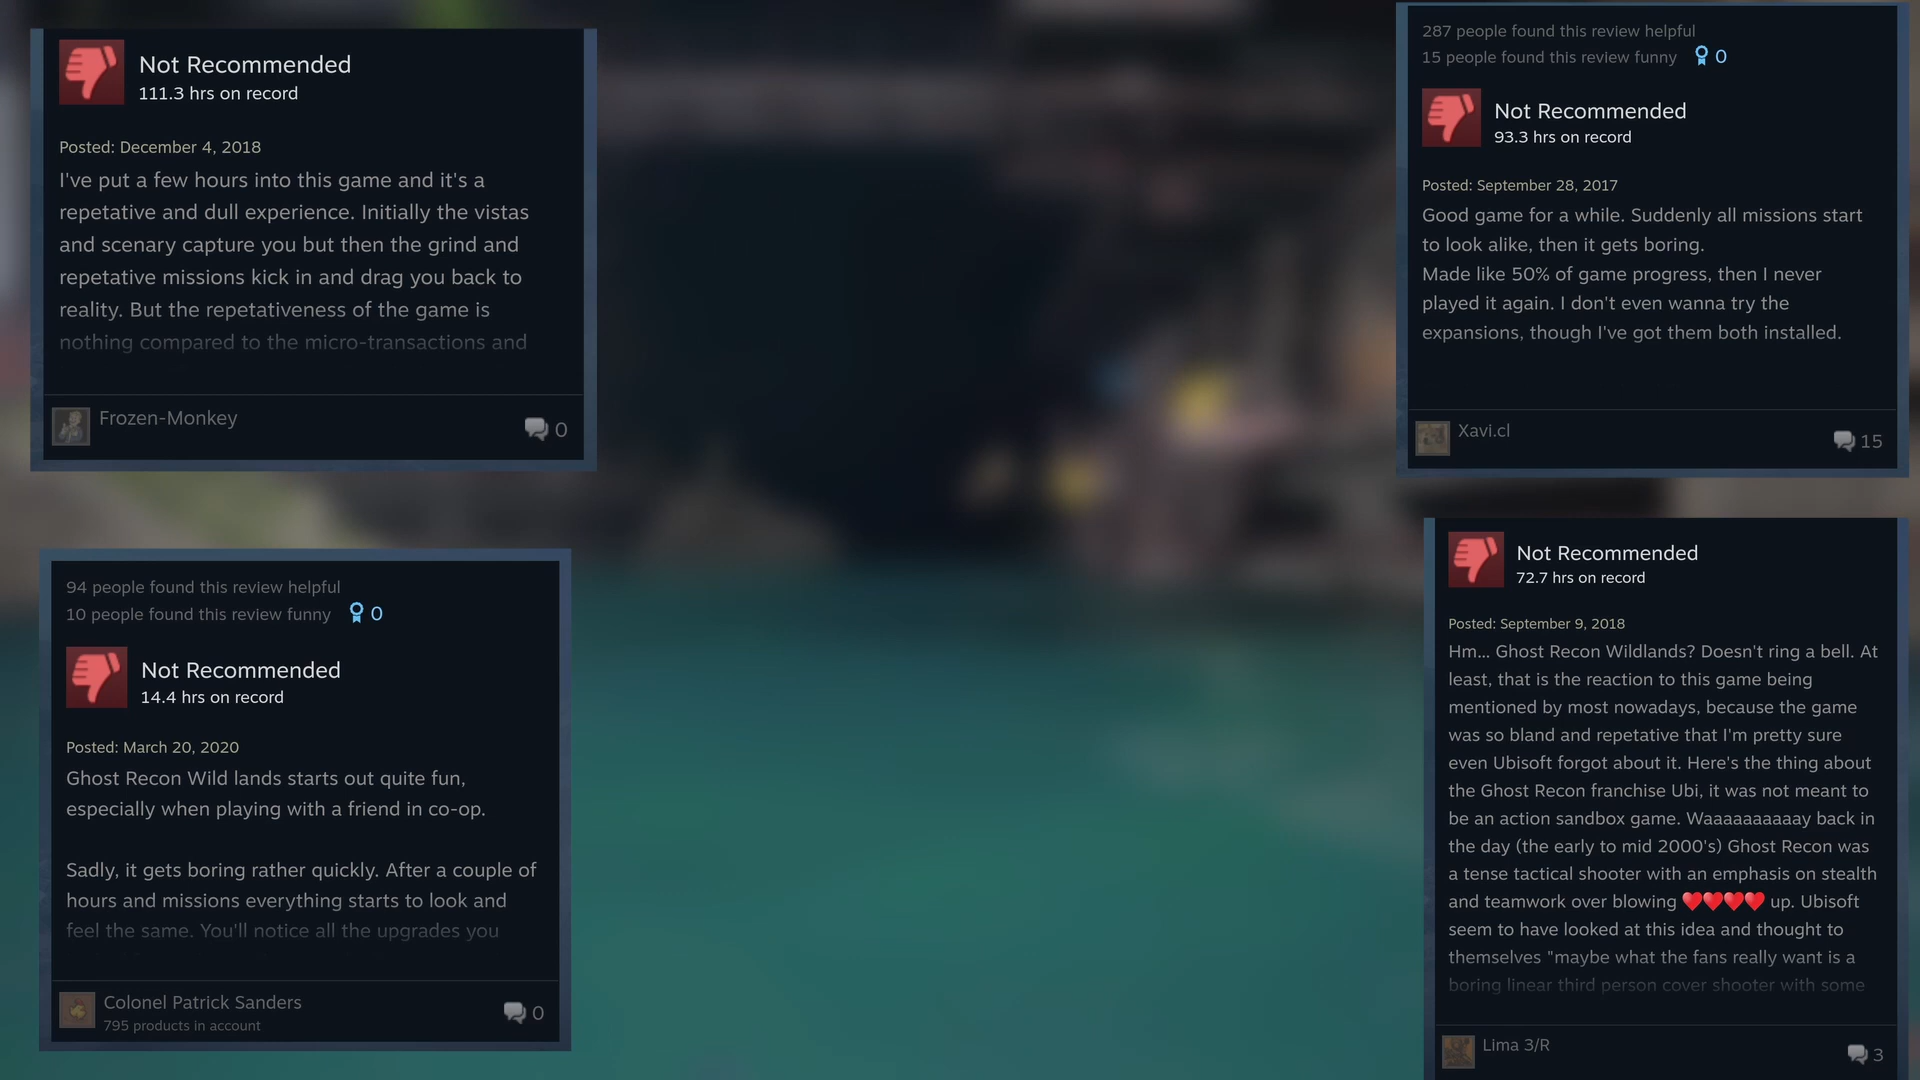 Not Recommended
111.3 hrs on record
Posted: December 4, 2018
I've put a few hours into this game and it's a
repetative and dull experience. Initially the vistas
and scenary capture you but then the grind and
repetative missions kick in and drag you back to
reality. But the repetativeness of the game is
nothing compared to the micro-transactions and
Frozen-Monkey
0
287 people found this review helpful
15 people found this review funny 0
Not Recommended
93.3 hrs on record
Posted: September 28, 2017
Good game for a while. Suddenly all missions start
to look alike, then it gets boring.
Made like 50% of game progress, then I never
played it again. I don't even wanna try the
expansions, though I've got them both installed.
Xavi.cl
15
94 people found this review helpful
10 people found this review funny 0
Not Recommended
14.4 hrs on record
Posted: March 20, 2020
Ghost Recon Wild lands starts out quite fun,
especially when playing with a friend in co-op.
Sadly, it gets boring rather quickly. After a couple of
hours and missions everything starts to look and
feel the same. You'll notice all the upgrades you
Colonel Patrick Sanders
795 products in account
0
Not Recommended
72.7 hrs on record
Posted: September 9, 2018
Hm... Ghost Recon Wildlands? Doesn't ring a bell. At
least, that is the reaction to this game being
mentioned by most nowadays, because the game
was so bland and repetative that I'm pretty sure
even Ubisoft forgot about it. Here's the thing about
the Ghost Recon franchise Ubi, it was not meant to
be an action sandbox game. Waaaaaaaaaay back in
the day (the early to mid 2000's) Ghost Recon was
a tense tactical shooter with an emphasis on stealth
and teamwork over blowing ♥♥♥♥ up. Ubisoft
seem to have looked at this idea and thought to
themselves "maybe what the fans really want is a
boring linear third person cover shooter with some
Lima 3/R
3